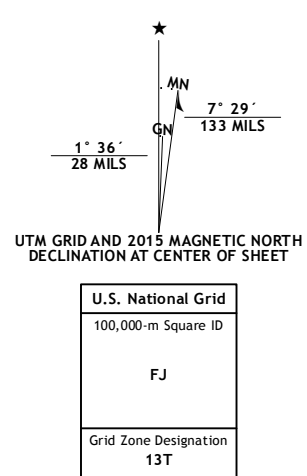 ★
MN
7° 29´
133 MILS
GN
1° 36´
28 MILS
UTM GRID AND 2015 MAGNETIC NORTH
DECLINATION AT CENTER OF SHEET
U.S. National Grid
100,000-m Square ID
FJ
Grid Zone Designation
13T